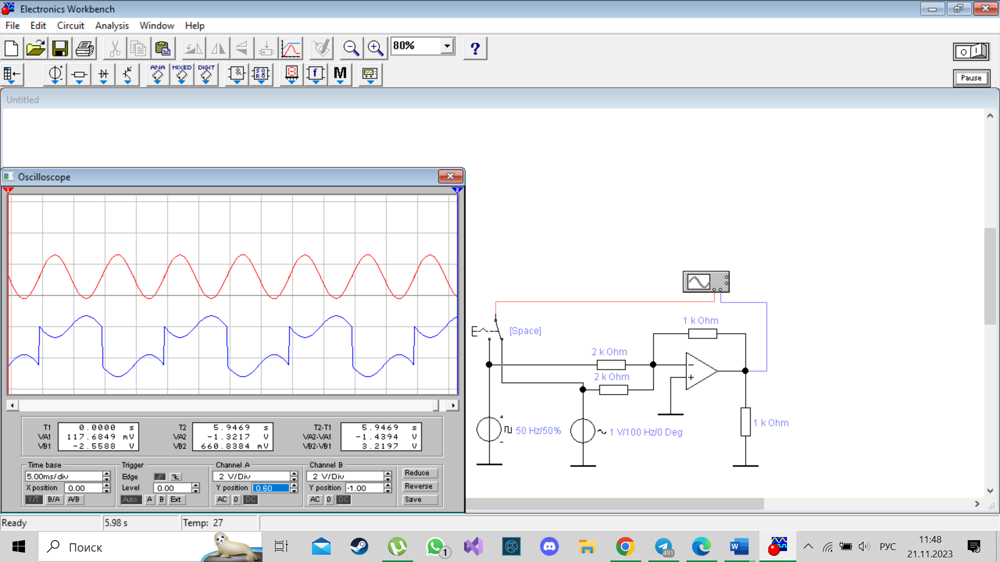 Electronics Workbench
File Edit Circuit Analysis Window Help
80%
?
ANA MIXED DIGIT
M
Pause
Untitled
Oscilloscope
1 2
[Space]
1 k Ohm
2 k Ohm
2 k Ohm
50 Hz/50%
1 V/100 Hz/0 Deg
1 k Ohm
T1 0.0000 s T2 5.9469 s T2-T1 5.9469 s
VA1 117.6849 mV VA2 -1.3217 V VA2-VA1 -1.4394 V
VB1 -2.5588 V VB2 660.8384 mV VB2-VB1 3.2197 V
Time base Trigger Channel A Channel B
5.00ms/div Edge 2 V/Div 2 V/Div Reduce
X position 0.00 Level 0.00 Y position 0.60 Y position -1.00 Reverse
Y/T B/A A/B Auto A B Ext AC 0 DC AC 0 DC Save
Ready 5.98 s Temp: 27
Поиск 1 491 РУС 11:48
21.11.2023